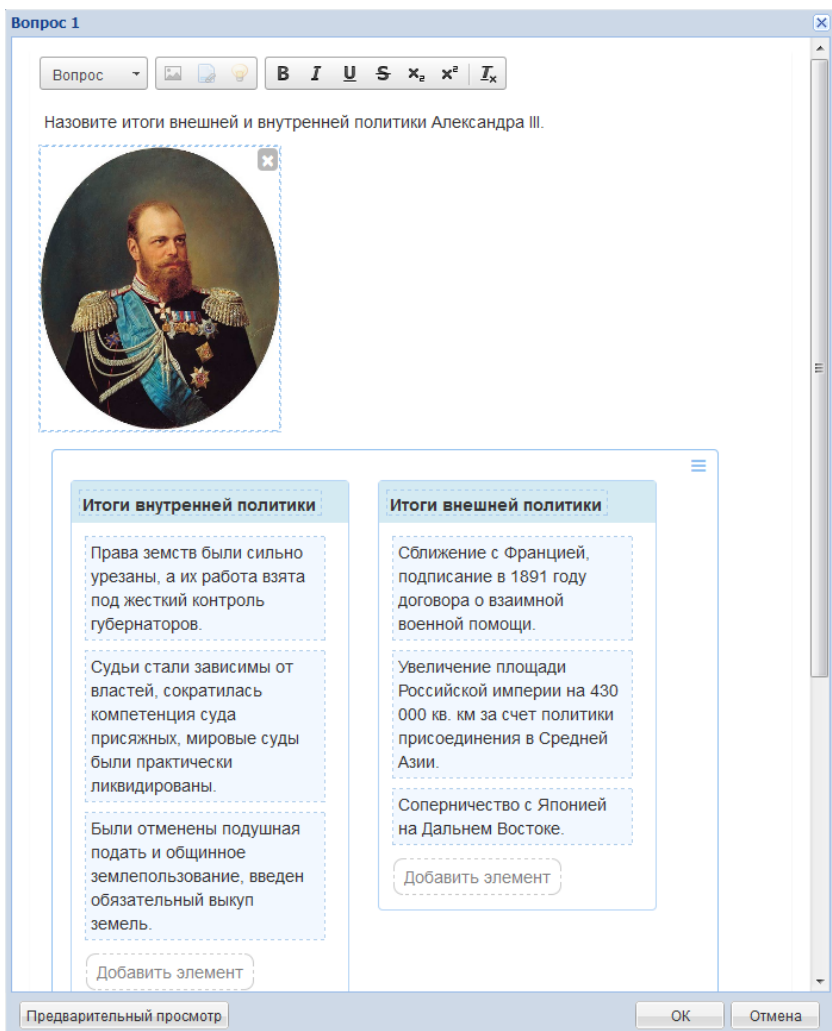 Вопрос 1
Вопрос
B I U S x₂ x² Tx
Назовите итоги внешней и внутренней политики Александра III.
Итоги внутренней политики
Права земств были сильно
урезаны, а их работа взята
под жесткий контроль
губернаторов.
Судьи стали зависимы от
властей, сократилась
компетенция суда
присяжных, мировые суды
были практически
ликвидированы.
Были отменены подушная
подать и общинное
землепользование, введен
обязательный выкуп
земель.
Добавить элемент
Итоги внешней политики
Сближение с Францией,
подписание в 1891 году
договора о взаимной
военной помощи.
Увеличение площади
Российской империи на 430
000 кв. км за счет политики
присоединения в Средней
Азии.
Соперничество с Японией
на Дальнем Востоке.
Добавить элемент
Предварительный просмотр
ОК
Отмена